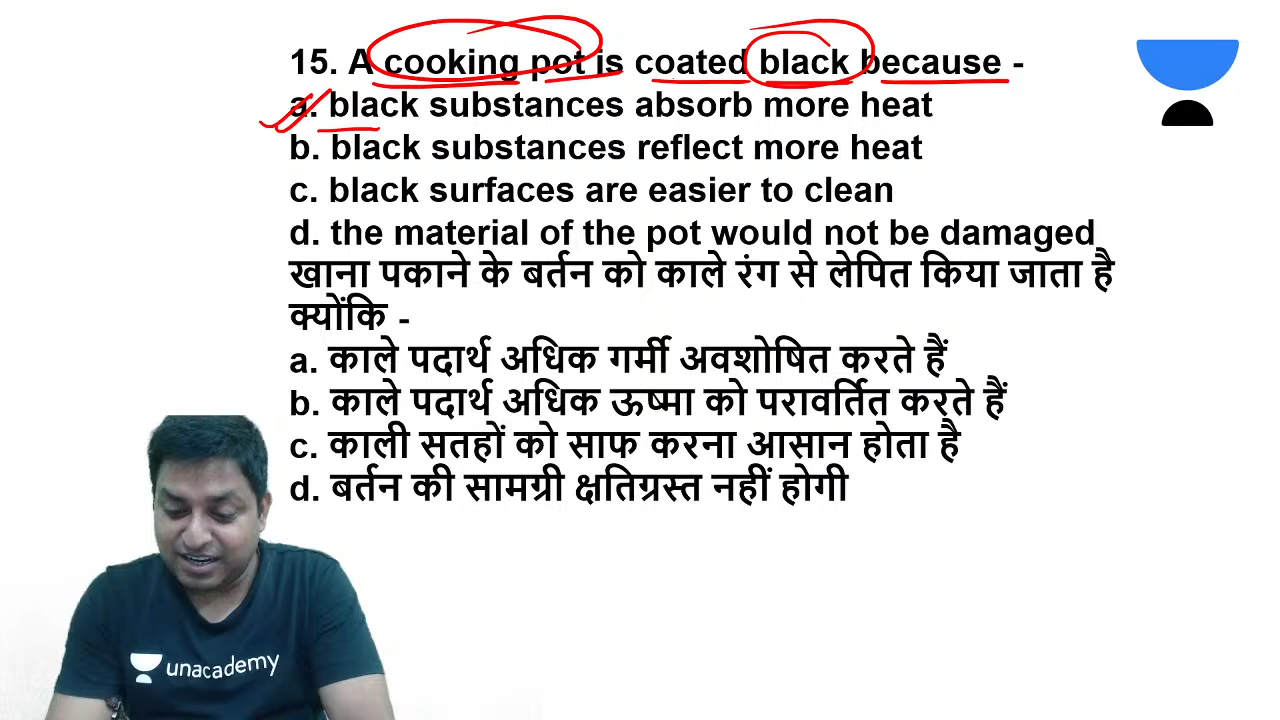 15. A cooking pot is coated black because -
a. black substances absorb more heat
b. black substances reflect more heat
c. black surfaces are easier to clean
d. the material of the pot would not be damaged
खाना पकाने के बर्तन को काले रंग से लेपित किया जाता है
क्योंकि -
a. काले पदार्थ अधिक गर्मी अवशोषित करते हैं
b. काले पदार्थ अधिक ऊष्मा को परावर्तित करते हैं
c. काली सतहों को साफ करना आसान होता है
d. बर्तन की सामग्री क्षतिग्रस्त नहीं होगी
unacademy